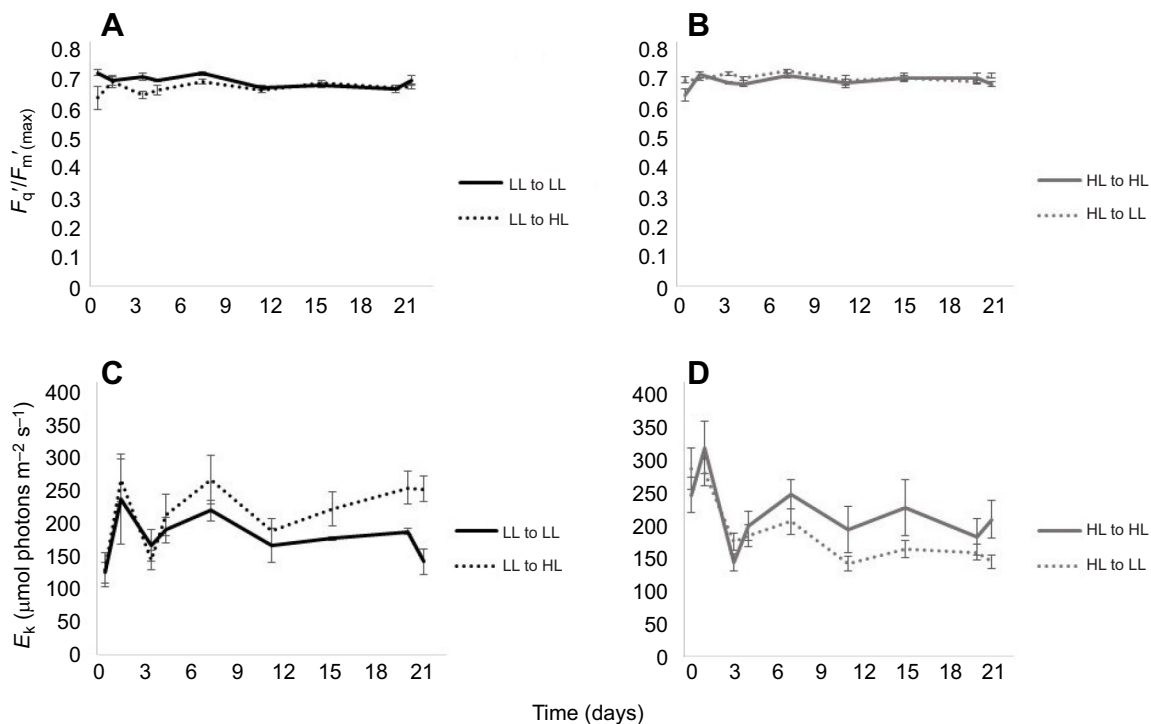 A
0.8
0.7
0.6
0.5
0.4
0.3
0.2
0.1
0
Fq′/Fm′(max)
0 3 6 9 12 15 18 21
LL to LL
LL to HL
B
0.8
0.7
0.6
0.5
0.4
0.3
0.2
0.1
0
0 3 6 9 12 15 18 21
HL to HL
HL to LL
C
400
350
300
250
200
150
100
50
0
Ek (μmol photons m−2 s−1)
0 3 6 9 12 15 18 21
LL to LL
LL to HL
D
400
350
300
250
200
150
100
50
0
0 3 6 9 12 15 18 21
HL to HL
HL to LL
Time (days)